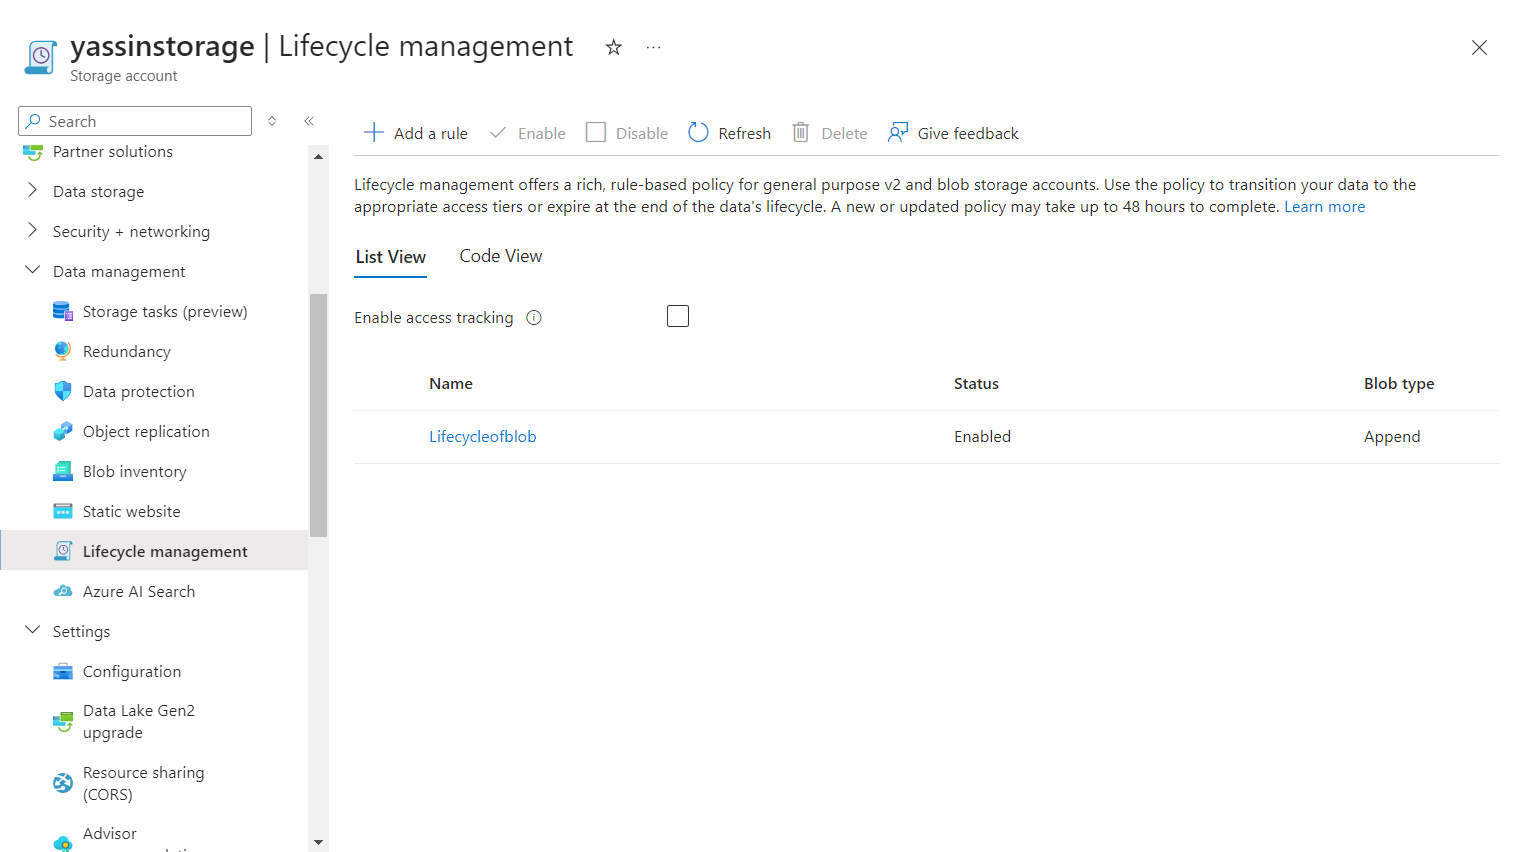 yassinstorage | Lifecycle management
Storage account
Search
Partner solutions
Data storage
Security + networking
Data management
Storage tasks (preview)
Redundancy
Data protection
Object replication
Blob inventory
Static website
Lifecycle management
Azure AI Search
Settings
Configuration
Data Lake Gen2
upgrade
Resource sharing
(CORS)
Advisor
Add a rule Enable Disable Refresh Delete Give feedback
Lifecycle management offers a rich, rule-based policy for general purpose v2 and blob storage accounts. Use the policy to transition your data to the
appropriate access tiers or expire at the end of the data's lifecycle. A new or updated policy may take up to 48 hours to complete. Learn more
List View Code View
Enable access tracking
Name Status Blob type
Lifecycleofblob Enabled Append